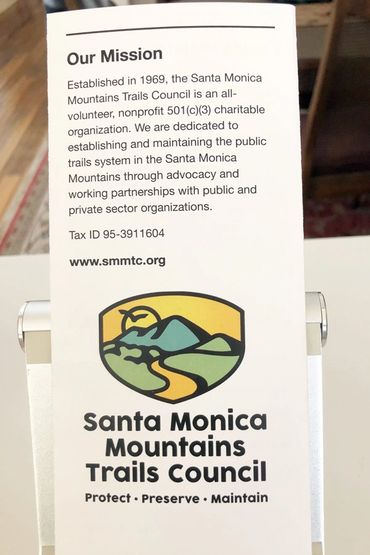 Our Mission
Established in 1969, the Santa Monica
Mountains Trails Council is an all-
volunteer, nonprofit 501(c)(3) charitable
organization. We are dedicated to
establishing and maintaining the public
trails system in the Santa Monica
Mountains through advocacy and
working partnerships with public and
private sector organizations.
Tax ID 95-3911604
www.smmtc.org
Santa Monica
Mountains
Trails Council
Protect · Preserve · Maintain